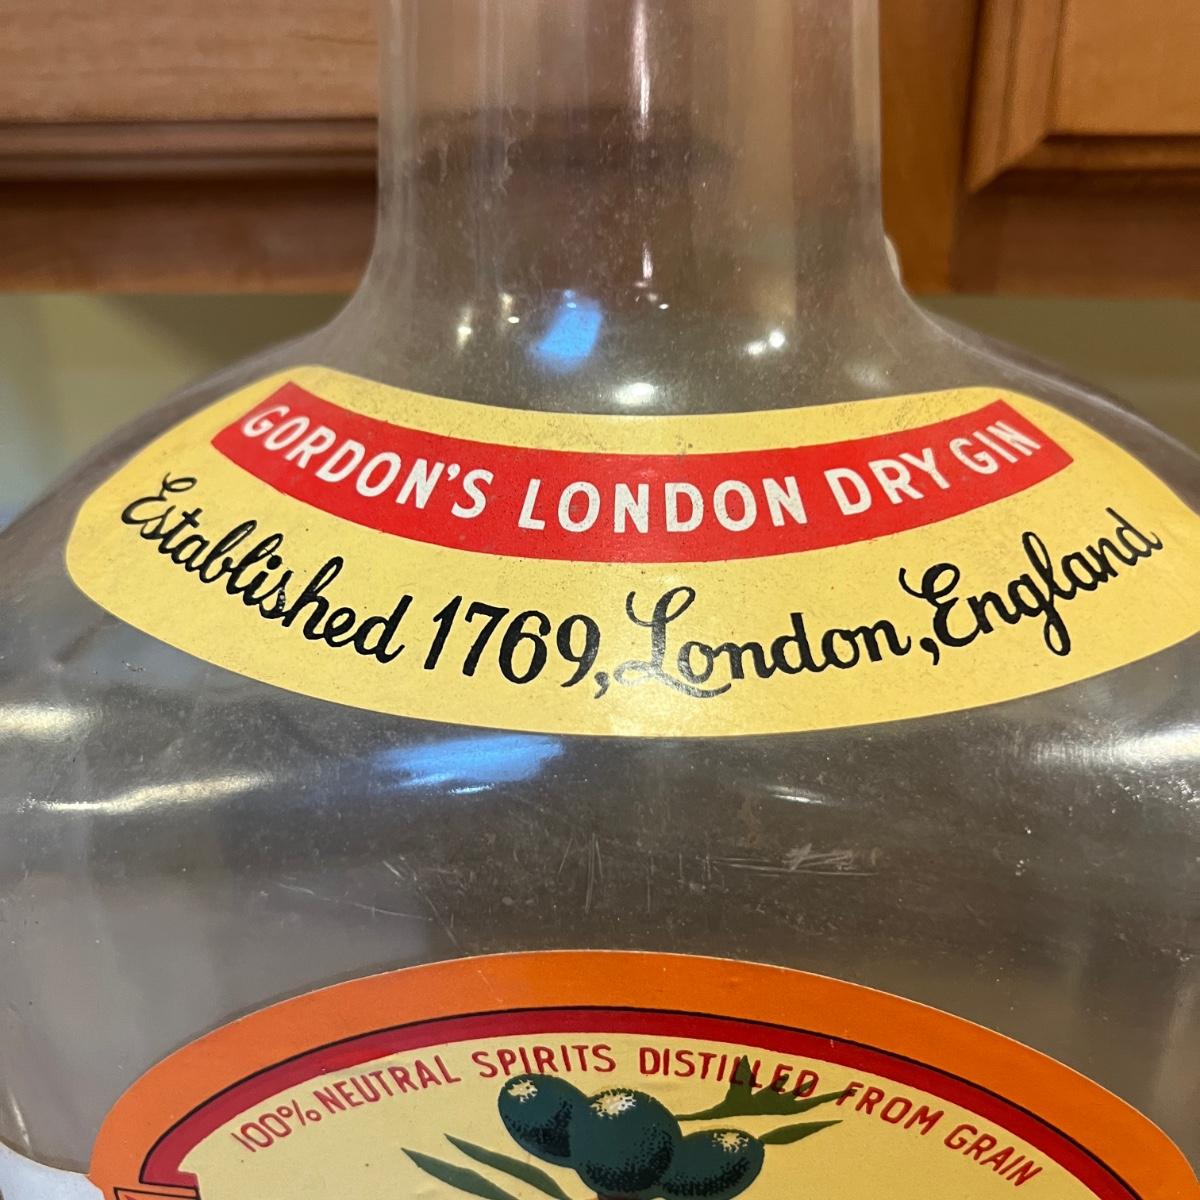 GORDON'S LONDON DRY GIN
Established 1769, London, England
100% NEUTRAL SPIRITS DISTILLED FROM GRAIN